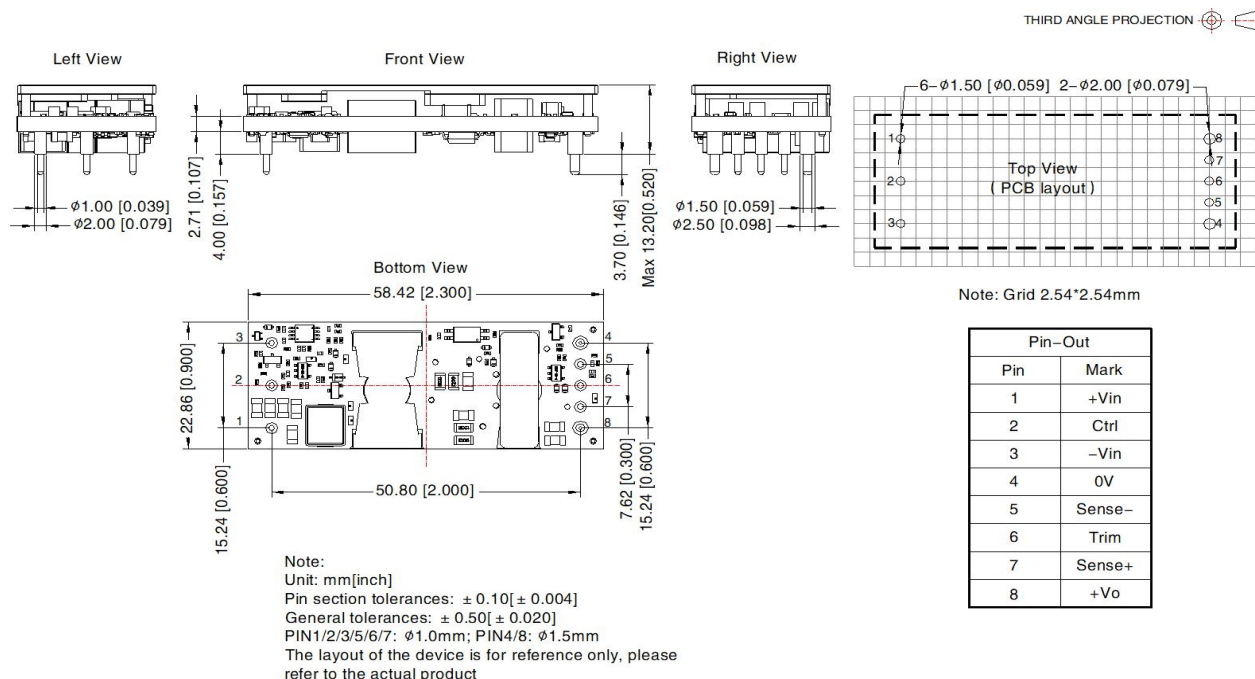 THIRD ANGLE PROJECTION
Left View
Front View
Right View
6-φ1.50 [φ0.059] 2-φ2.00 [φ0.079]
2.71 [0.107]
4.00 [0.157]
φ1.00 [0.039]
φ2.00 [0.079]
3.70 [0.146]
Max 13.20[0.520]
φ1.50 [0.059]
φ2.50 [0.098]
1
2
3
8
7
6
5
4
Top View
( PCB layout )
Note: Grid 2.54*2.54mm
Bottom View
58.42 [2.300]
22.86 [0.900]
3
2
1
4
5
6
7
8
15.24 [0.600]
50.80 [2.000]
7.62 [0.300]
15.24 [0.600]
Note:
Unit: mm[inch]
Pin section tolerances: ±0.10[±0.004]
General tolerances: ±0.50[±0.020]
PIN1/2/3/5/6/7: φ1.0mm; PIN4/8: φ1.5mm
The layout of the device is for reference only, please
refer to the actual product
Pin-Out
Pin Mark
1 +Vin
2 Ctrl
3 -Vin
4 0V
5 Sense-
6 Trim
7 Sense+
8 +Vo